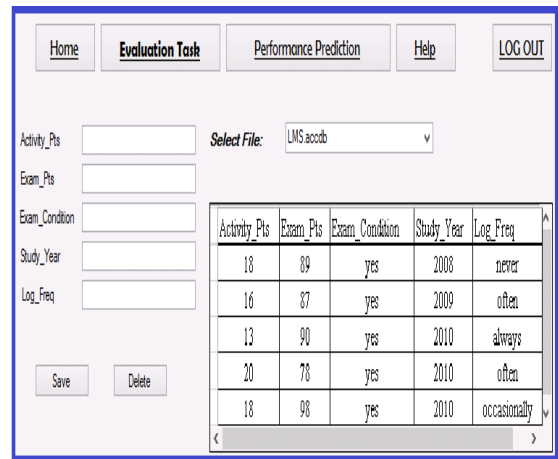 Home Evaluation Task Performance Prediction Help LOG OUT
Activity_Pts Select File: LMS.accdb
Exam_Pts
Exam_Condition
Study_Year
Log_Freq
Save Delete
Activity_Pts Exam_Pts Exam_Condition Study_Year Log_Freq
18 89 yes 2008 never
16 87 yes 2009 often
13 90 yes 2010 always
20 78 yes 2010 often
18 98 yes 2010 occasionally